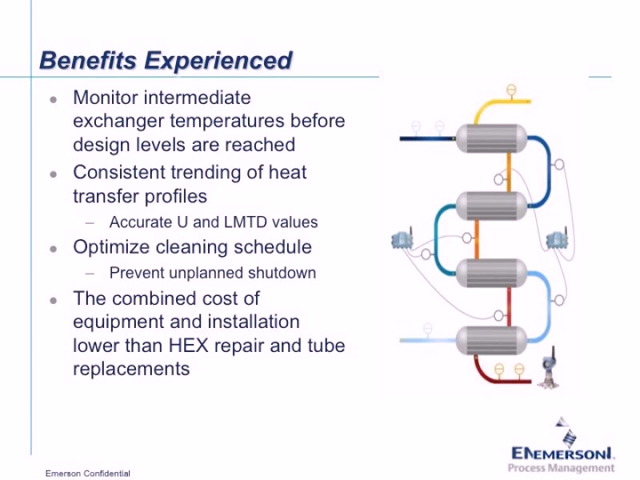 Benefits Experienced
Monitor intermediate
exchanger temperatures before
design levels are reached
Consistent trending of heat
transfer profiles
– Accurate U and LMTD values
Optimize cleaning schedule
– Prevent unplanned shutdown
The combined cost of
equipment and installation
lower than HEX repair and tube
replacements
Process Management
Emerson Confidential